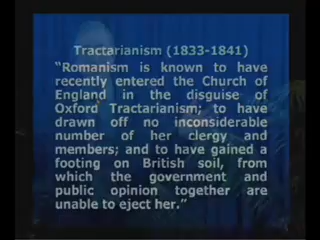 Tractarianism (1833-1841)
“Romanism is known to have
recently entered the Church of
England in the disguise of
Oxford Tractarianism; to have
drawn off no inconsiderable
number of her clergy and
members; and to have gained a
footing on British soil, from
which the government and
public opinion together are
unable to eject her.”